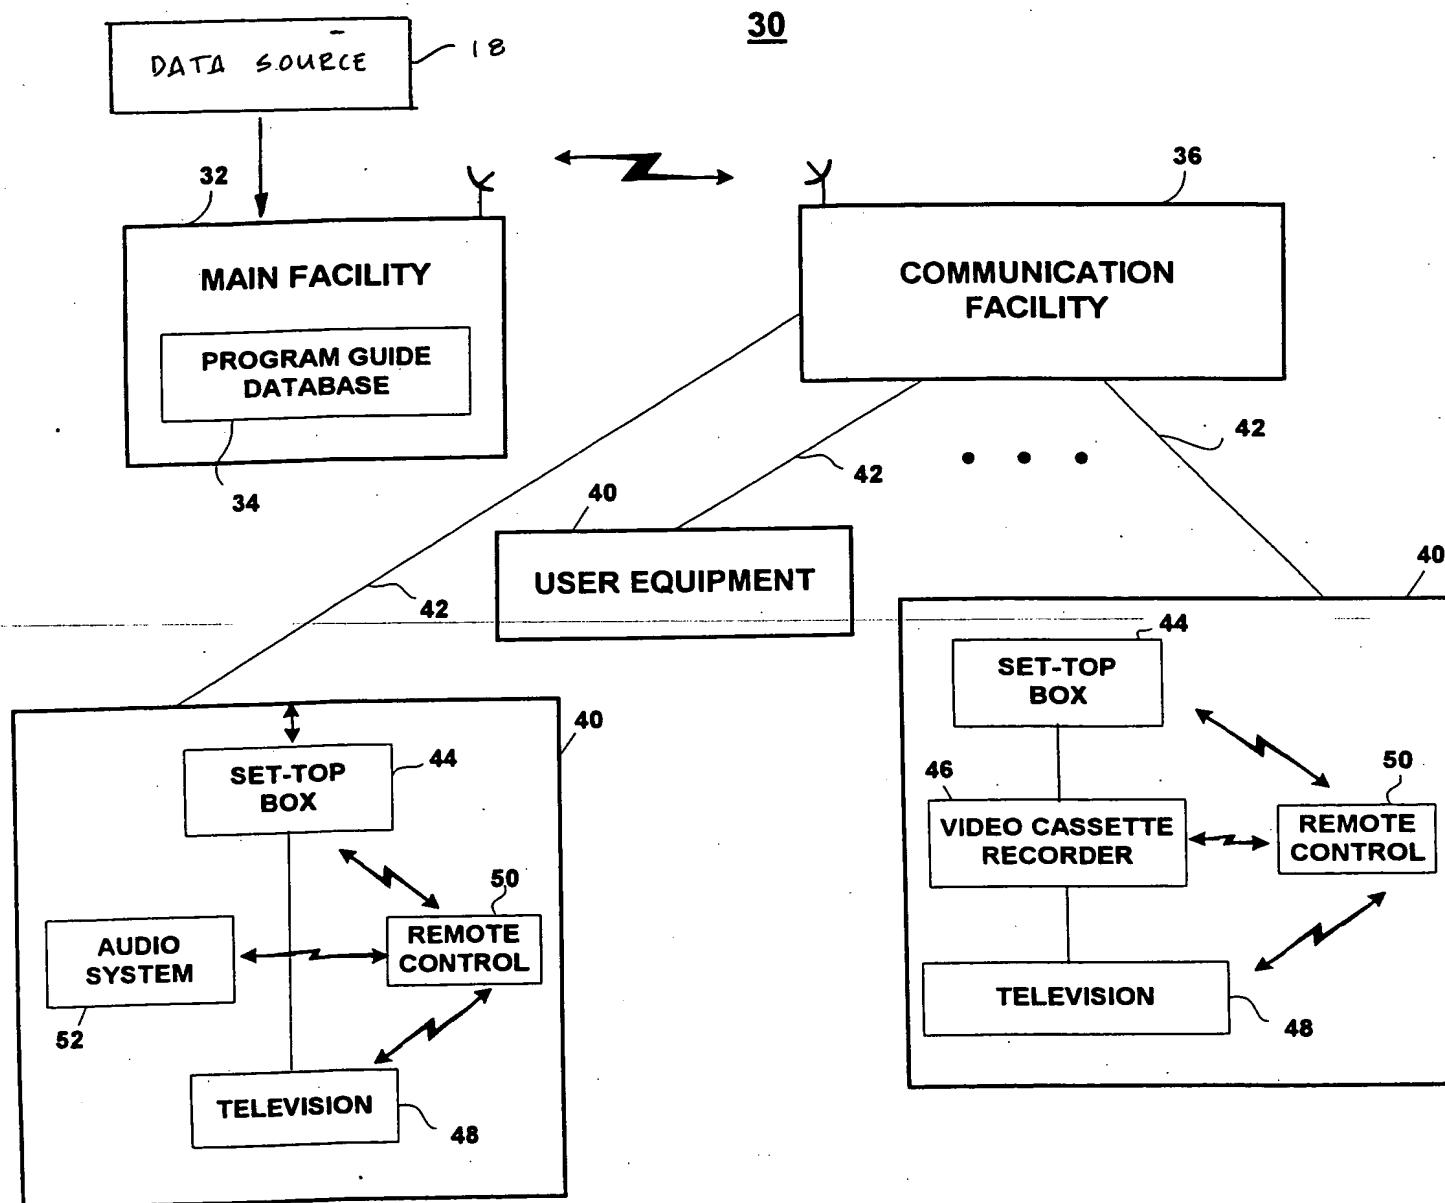 30
DATA SOURCE
18
32
36
MAIN FACILITY
PROGRAM GUIDE
DATABASE
34
COMMUNICATION
FACILITY
42
42
42
40
USER EQUIPMENT
40
SET-TOP
BOX
44
AUDIO
SYSTEM
52
50
REMOTE
CONTROL
TELEVISION
48
40
44
SET-TOP
BOX
46
VIDEO CASSETTE
RECORDER
50
REMOTE
CONTROL
TELEVISION
48